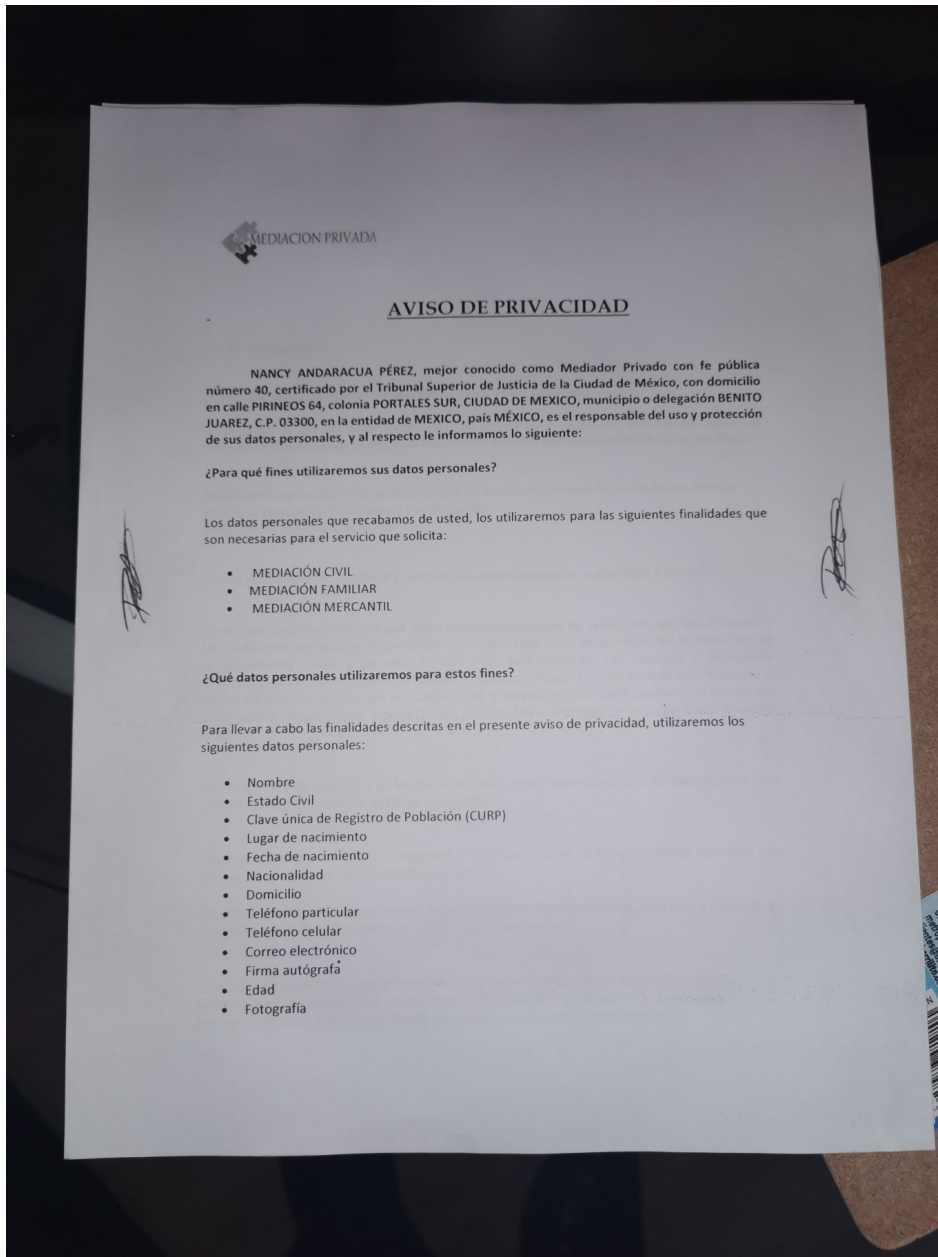 MEDIACION PRIVADA
AVISO DE PRIVACIDAD
NANCY ANDARACUA PÉREZ, mejor conocido como Mediador Privado con fe pública
número 40, certificado por el Tribunal Superior de Justicia de la Ciudad de México, con domicilio
en calle PIRINEOS 64, colonia PORTALES SUR, CIUDAD DE MEXICO, municipio o delegación BENITO
JUAREZ, C.P. 03300, en la entidad de MEXICO, país MÉXICO, es el responsable del uso y protección
de sus datos personales, y al respecto le informamos lo siguiente:
¿Para qué fines utilizaremos sus datos personales?
Los datos personales que recabamos de usted, los utilizaremos para las siguientes finalidades que
son necesarias para el servicio que solicita:
• MEDIACIÓN CIVIL
• MEDIACIÓN FAMILIAR
• MEDIACIÓN MERCANTIL
¿Qué datos personales utilizaremos para estos fines?
Para llevar a cabo las finalidades descritas en el presente aviso de privacidad, utilizaremos los
siguientes datos personales:
• Nombre
• Estado Civil
• Clave única de Registro de Población (CURP)
• Lugar de nacimiento
• Fecha de nacimiento
• Nacionalidad
• Domicilio
• Teléfono particular
• Teléfono celular
• Correo electrónico
• Firma autógrafa
• Edad
• Fotografía